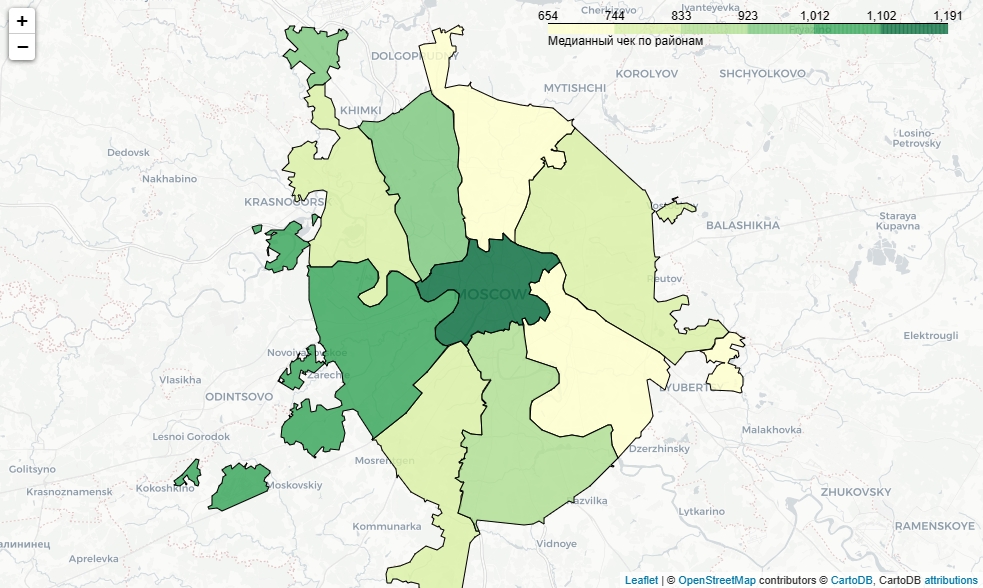 +
−
654 744 833 923 1,012 1,102 1,191
Медианный чек по районам
Cherkizovo
Ivanteyevka
DOLGOPRUDNY
KOROLYOV
SHCHYOLKOVO
MYTISHCHI
KHIMKI
Losino-
Petrovsky
Dedovsk
Nakhabino
KRASNOGORSK
BALASHIKHA
Staraya
Kupavna
Reutov
MOSCOW
Elektrougli
Novoivanovskoe
Zareche
Vlasikha
ODINTSOVO
LYUBERTSY
Malakhovka
Lesnoi Gorodok
Dzerzhinsky
Mosrentgen
Golitsyno
Krasnoznamensk
Kokoshkino
Moskovskiy
ZHUKOVSKY
Razvilka
Lytkarino
Kommunarka
RAMENSKOYE
Vidnoye
Aprelevka
Leaflet | © OpenStreetMap contributors © CartoDB, CartoDB attributions